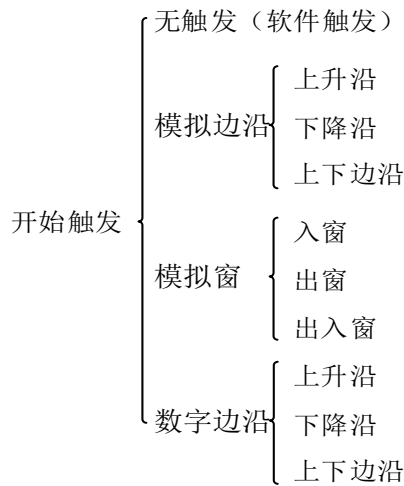 无触发（软件触发）
上升沿
模拟边沿
下降沿
上下边沿
开始触发
入窗
模拟窗
出窗
出入窗
上升沿
数字边沿
下降沿
上下边沿